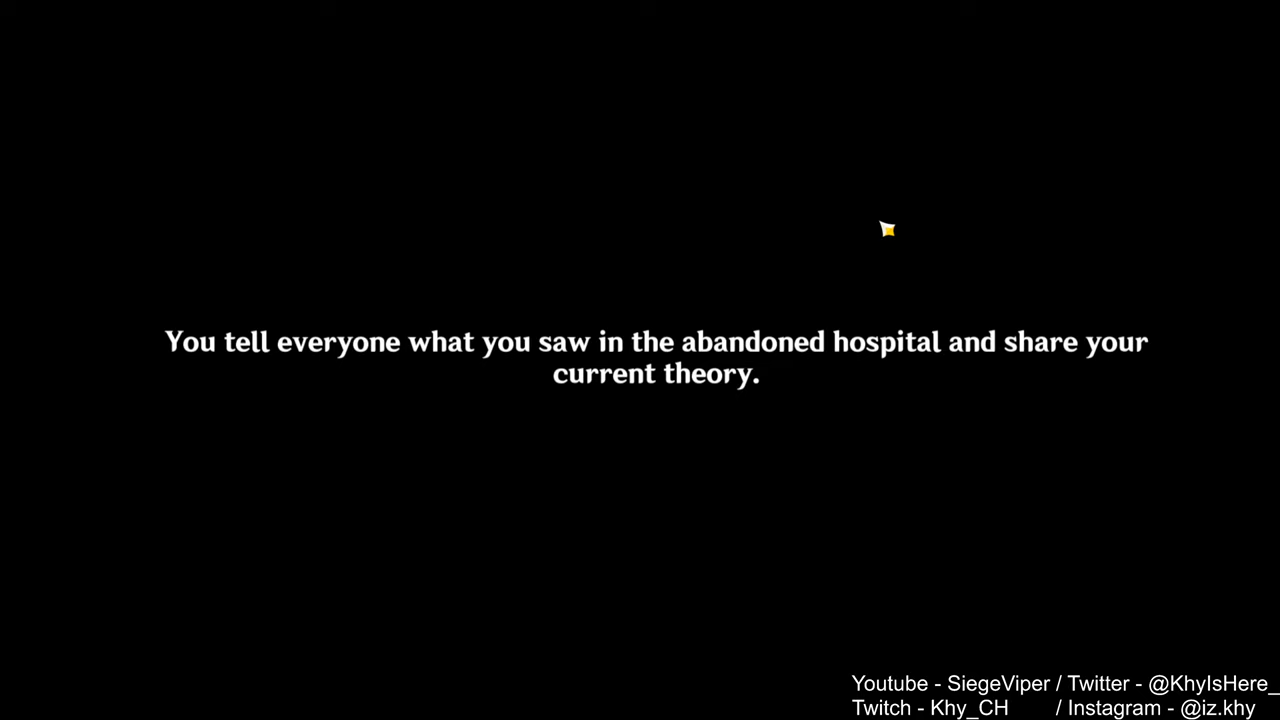 You tell everyone what you saw in the abandoned hospital and share your
current theory.
Youtube - SiegeViper / Twitter - @KhyIsHere_
Twitch - Khy_CH / Instagram - @iz.khy